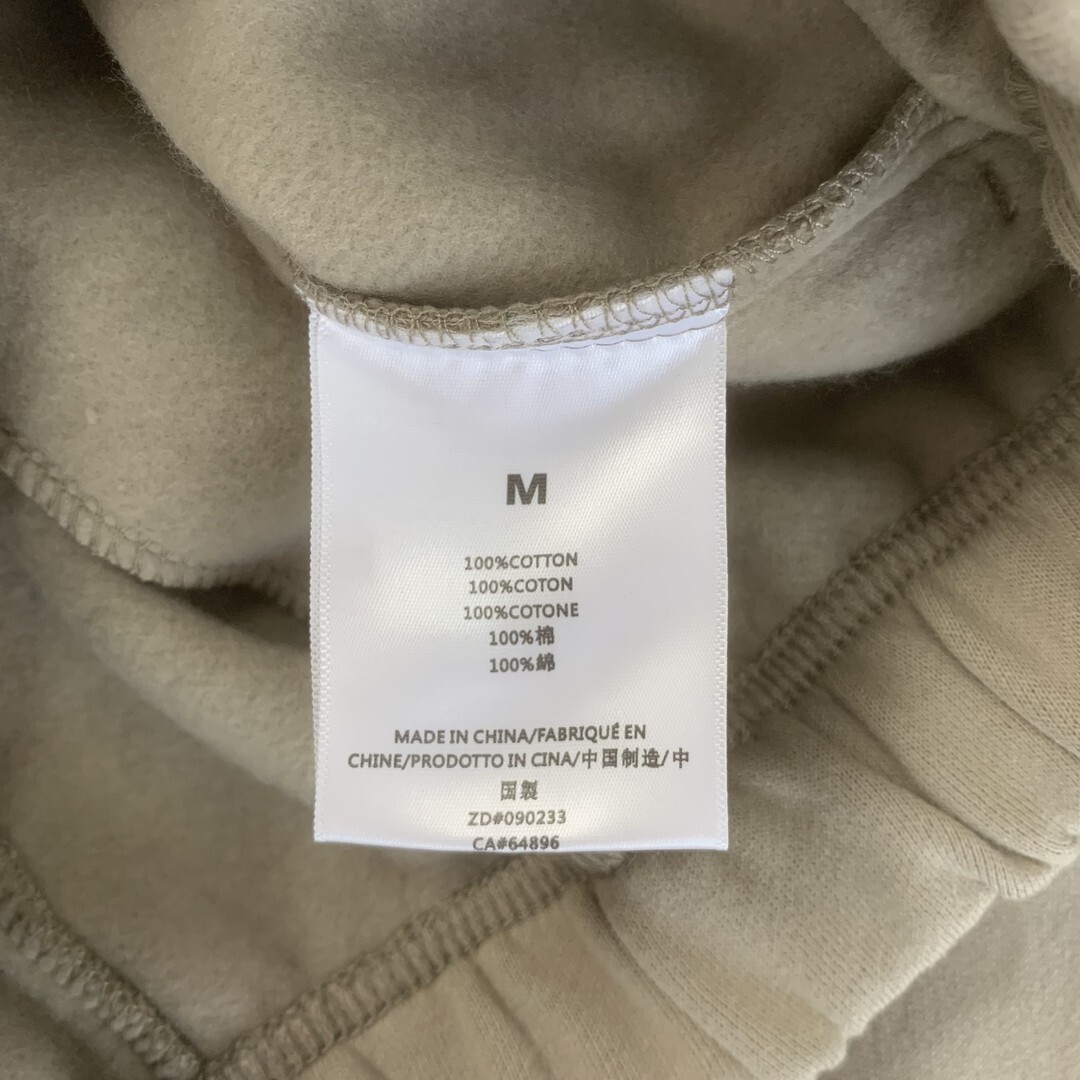 M
100%COTTON
100%COTON
100%COTONE
100%棉
100%綿
MADE IN CHINA/FABRIQUÉ EN
CHINE/PRODOTTO IN CINA/中国制造/中
国製
ZD#090233
CA#64896